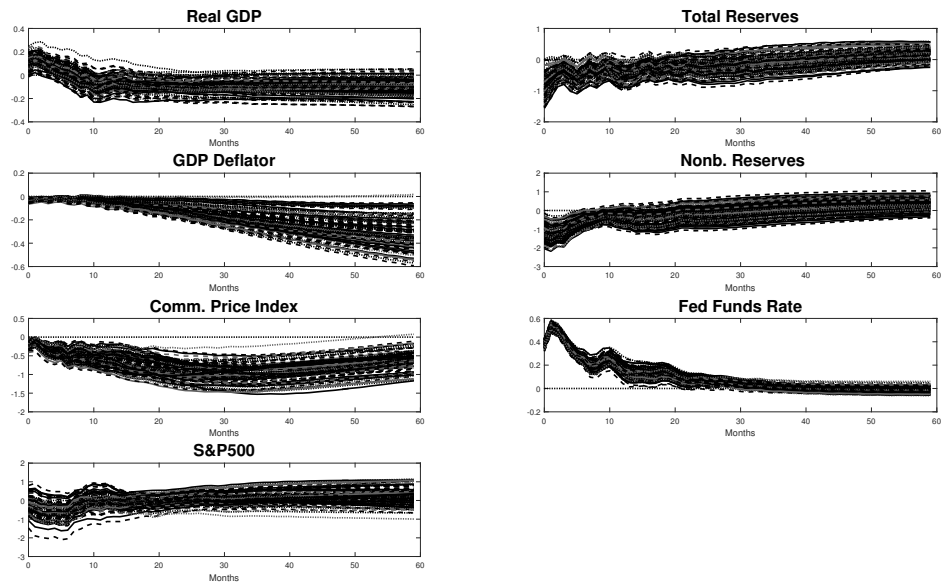 Real GDP
0.4
0.2
0
-0.2
-0.4
0 10 20 30 40 50 60
Months
Total Reserves
1
0
-1
-2
0 10 20 30 40 50 60
Months
GDP Deflator
0.2
0
-0.2
-0.4
-0.6
0 10 20 30 40 50 60
Months
Nonb. Reserves
2
1
0
-1
-2
-3
0 10 20 30 40 50 60
Months
Comm. Price Index
0.5
0
-0.5
-1
-1.5
-2
0 10 20 30 40 50 60
Months
Fed Funds Rate
0.6
0.4
0.2
0
-0.2
0 10 20 30 40 50 60
Months
S&P500
2
1
0
-1
-2
-3
0 10 20 30 40 50 60
Months